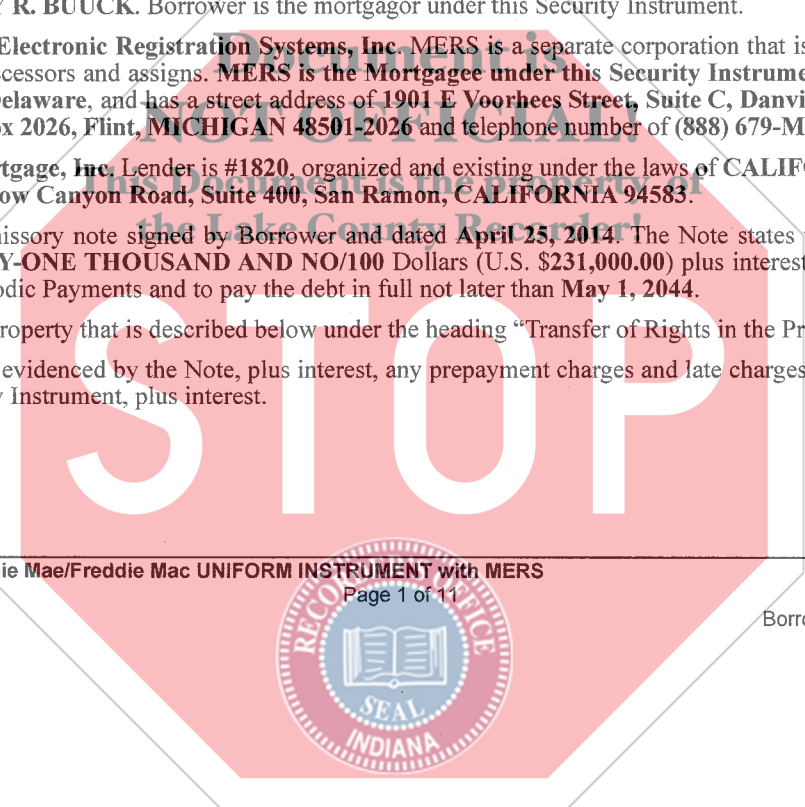 R. BUUCK. Borrower is the mortgagor under this Security Instrument.
Electronic Registration Systems, Inc. MERS is a separate corporation that is
cessors and assigns. MERS is the Mortgagee under this Security Instrume
elaware, and has a street address of 1901 E Voorhees Street, Suite C, Danvi
ox 2026, Flint, MICHIGAN 48501-2026 and telephone number of (888) 679-M
rtgage, Inc. Lender is #1820, organized and existing under the laws of CALIF
ow Canyon Road, Suite 400, San Ramon, CALIFORNIA 94583.
issory note signed by Borrower and dated April 25, 2014. The Note states
Y-ONE THOUSAND AND NO/100 Dollars (U.S. $231,000.00) plus interest
odic Payments and to pay the debt in full not later than May 1, 2044.
roperty that is described below under the heading “Transfer of Rights in the Pr
evidenced by the Note, plus interest, any prepayment charges and late charges
y Instrument, plus interest.
Document is
NOT OFFICIAL!
This Document is the property of
the Lake County Recorder!
STOP
ie Mae/Freddie Mac UNIFORM INSTRUMENT with MERS
Page 1 of 11
Borro
RECORDER'S OFFICE
SEAL
INDIANA